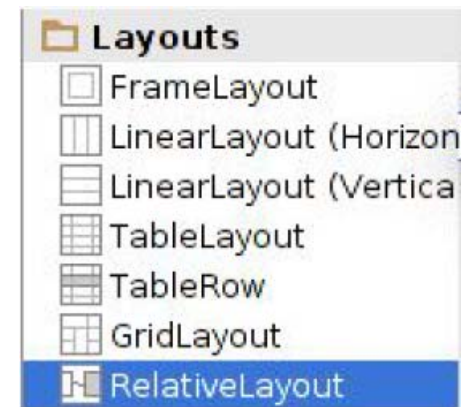 Layouts
FrameLayout
LinearLayout (Horizon
LinearLayout (Vertica
TableLayout
TableRow
GridLayout
RelativeLayout